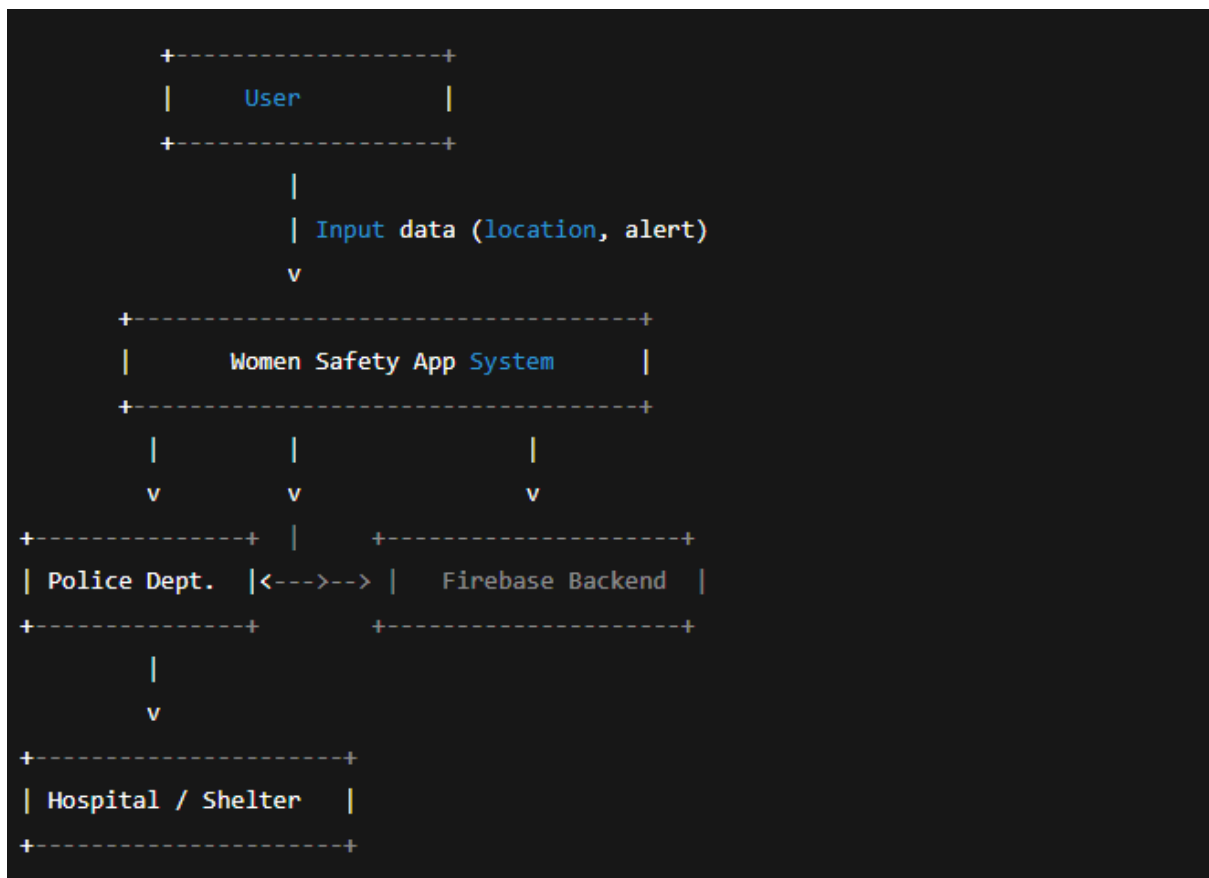 +-------------------+
|     User          |
+-------------------+
|
| Input data (location, alert)
v
+------------------------------------+
|       Women Safety App System      |
+------------------------------------+
|         |                |
v         v                v
+---------------+  |     +---------------------+
| Police Dept.  |<--->--> |   Firebase Backend  |
+---------------+        +---------------------+
|
v
+----------------------+
| Hospital / Shelter   |
+----------------------+